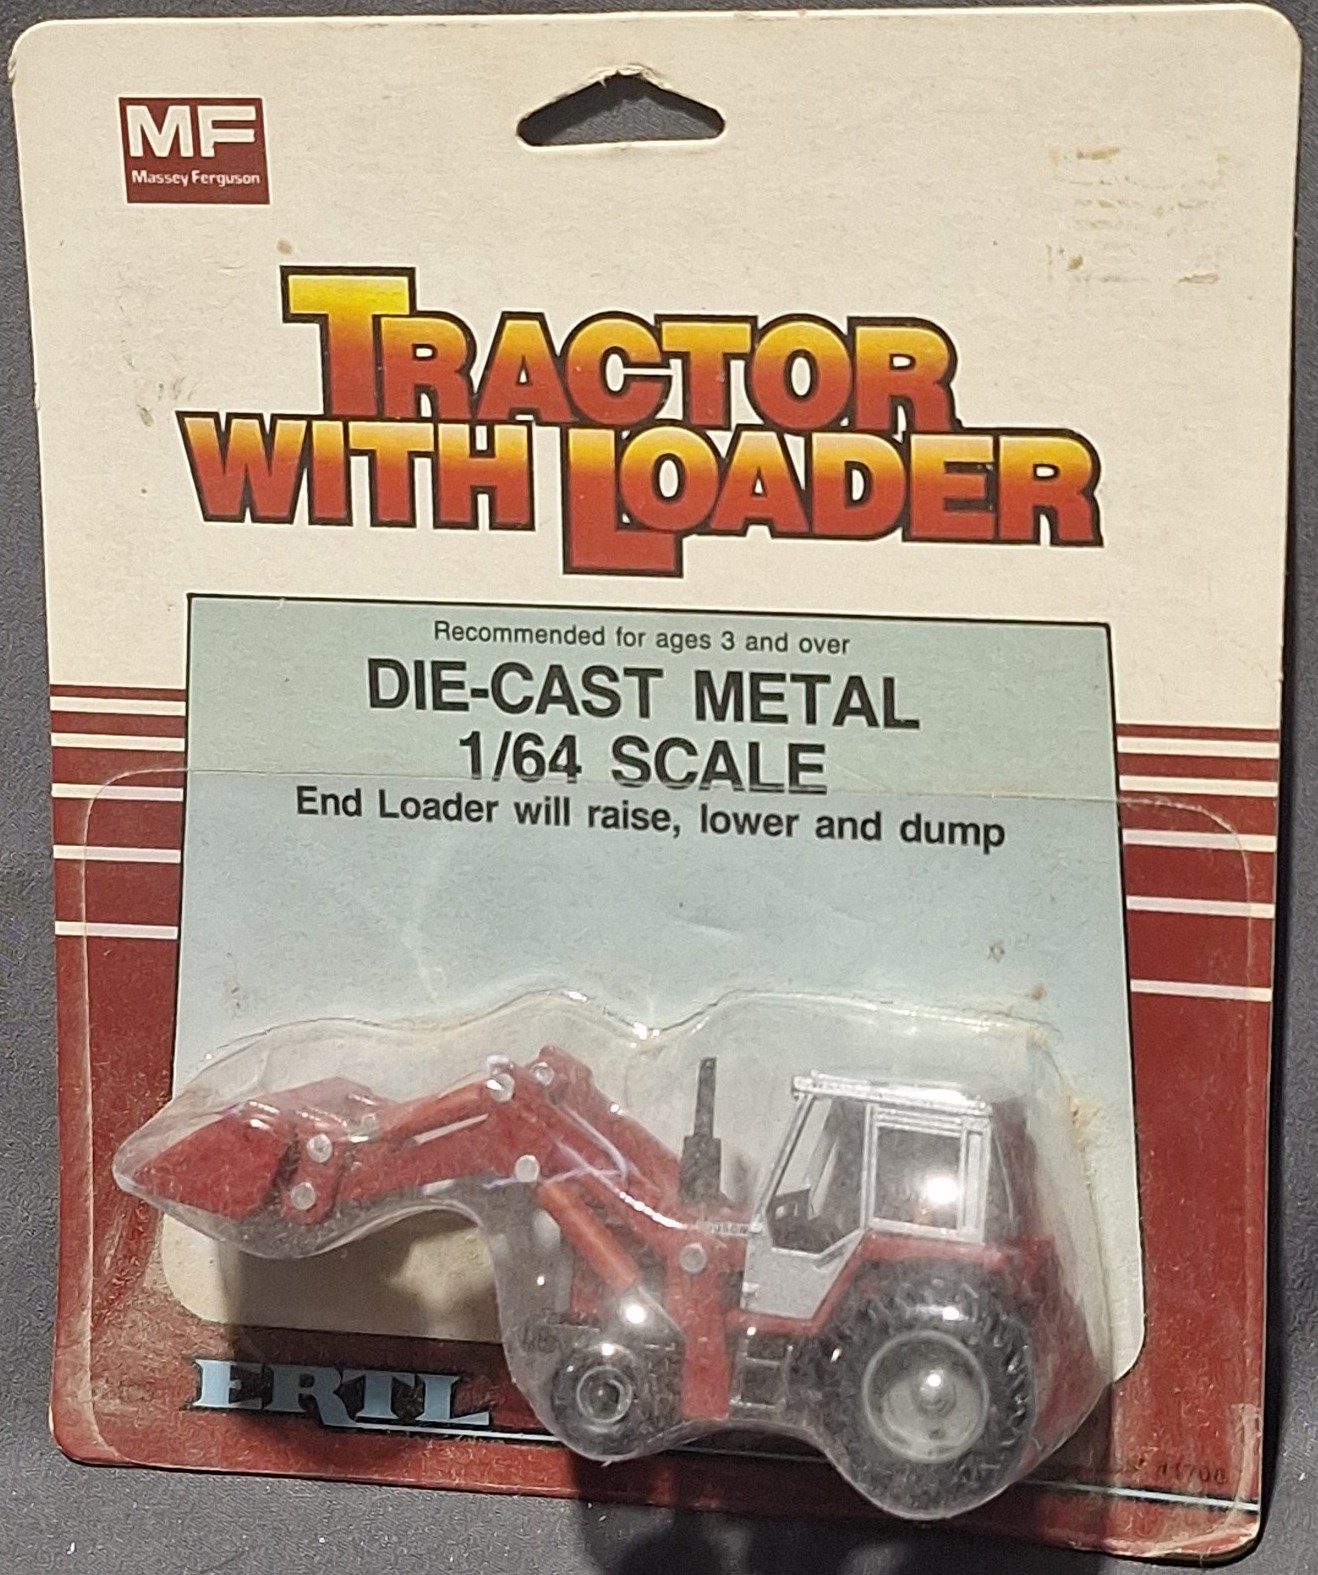 MF
Massey Ferguson
TRACTOR
WITH LOADER
Recommended for ages 3 and over
DIE-CAST METAL
1/64 SCALE
End Loader will raise, lower and dump
ERTL